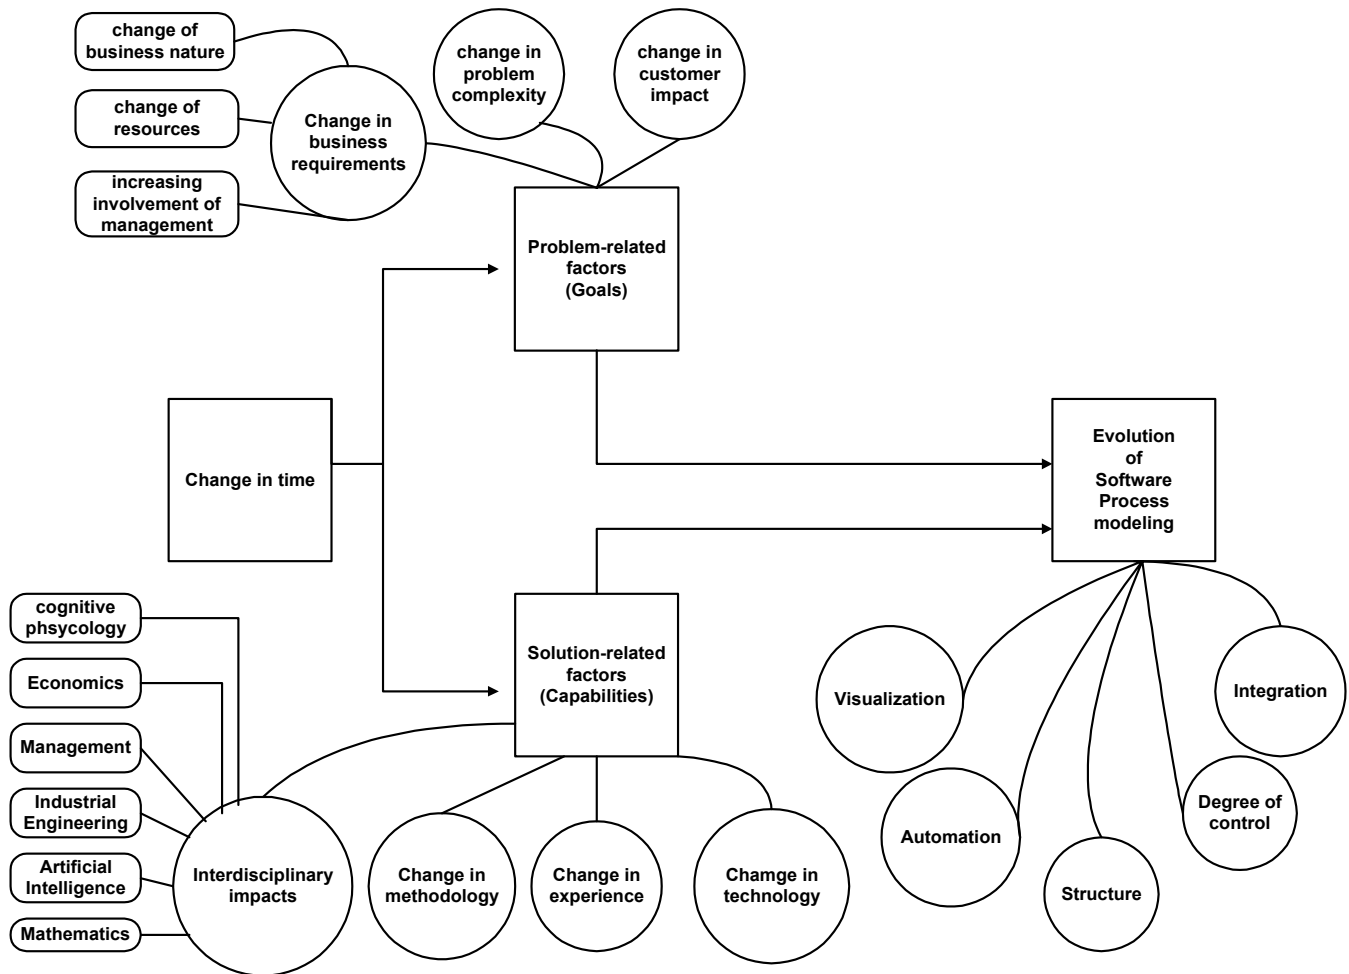 change of
business nature
change of
resources
increasing
involvement of
management
Change in
business
requirements
change in
problem
complexity
change in
customer
impact
Problem-related
factors
(Goals)
Change in time
Evolution
of
Software
Process
modeling
cognitive
phsycology
Economics
Management
Industrial
Engineering
Artificial
Intelligence
Mathematics
Interdisciplinary
impacts
Solution-related
factors
(Capabilities)
Change in
methodology
Change in
experience
Chamge in
technology
Visualization
Automation
Structure
Degree of
control
Integration